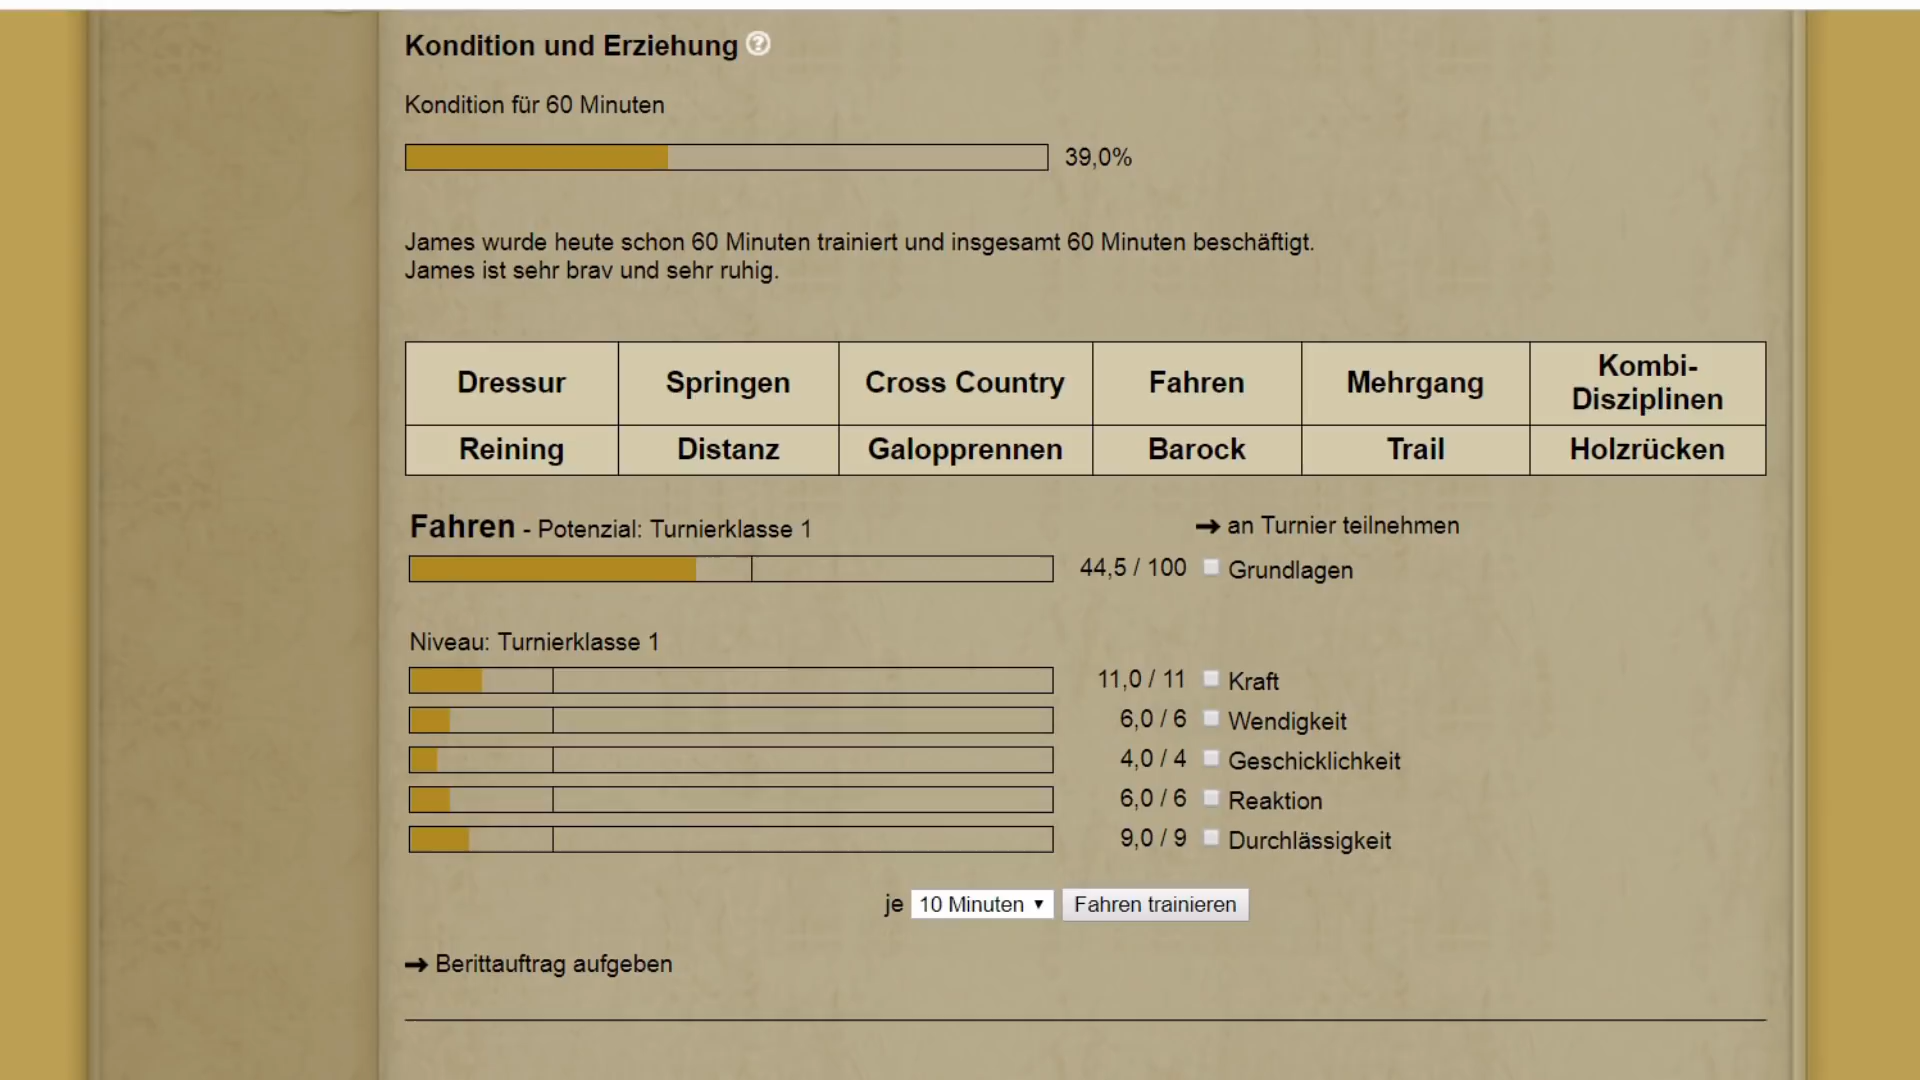 Kondition und Erziehung ?
Kondition für 60 Minuten
39,0%
James wurde heute schon 60 Minuten trainiert und insgesamt 60 Minuten beschäftigt.
James ist sehr brav und sehr ruhig.
Dressur Springen Cross Country Fahren Mehrgang Kombi-Disziplinen
Reining Distanz Galopprennen Barock Trail Holzrücken
Fahren - Potenzial: Turnierklasse 1 → an Turnier teilnehmen
44,5 / 100 Grundlagen
Niveau: Turnierklasse 1
11,0 / 11 Kraft
6,0 / 6 Wendigkeit
4,0 / 4 Geschicklichkeit
6,0 / 6 Reaktion
9,0 / 9 Durchlässigkeit
je 10 Minuten ▼ Fahren trainieren
→ Berittauftrag aufgeben